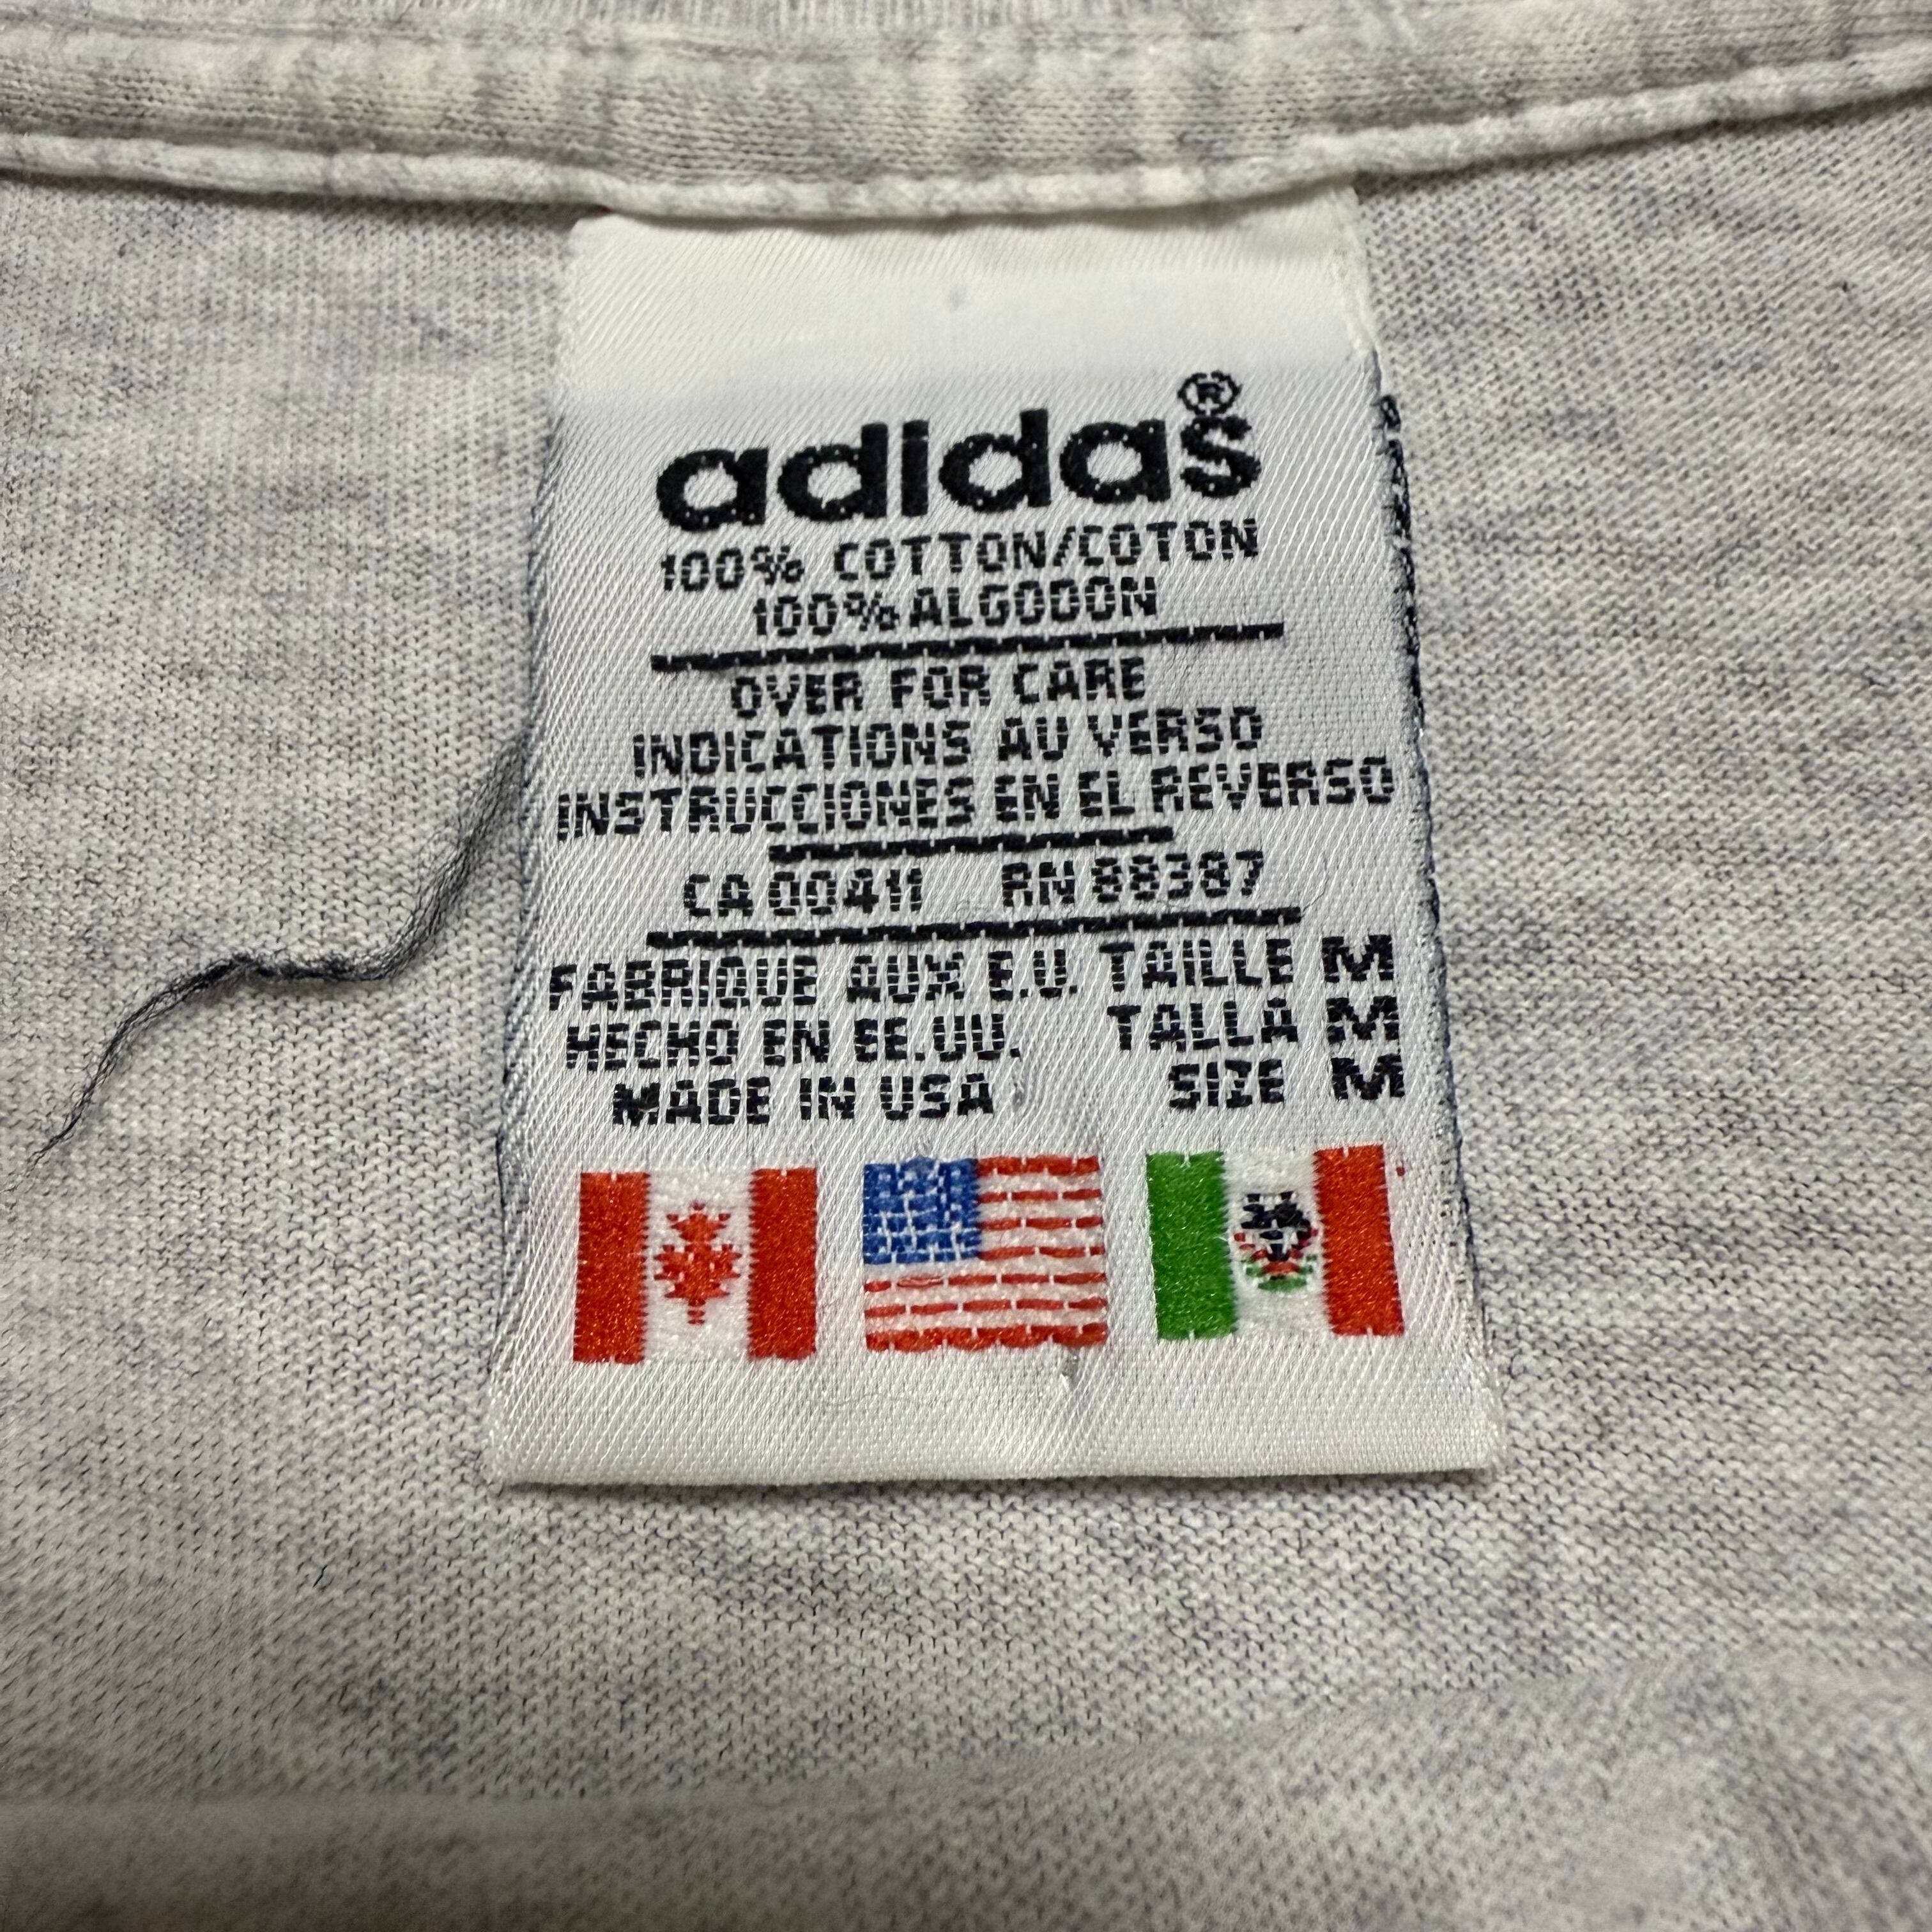 adidas®
100% COTTON/COTON
100% ALGODON
OVER FOR CARE
INDICATIONS AU VERSO
INSTRUCCIONES EN EL REVERSO
CA 00411 RN 88387
FABRIQUE AUX E.U. TAILLE M
HECHO EN EE.UU. TALLA M
MADE IN USA SIZE M